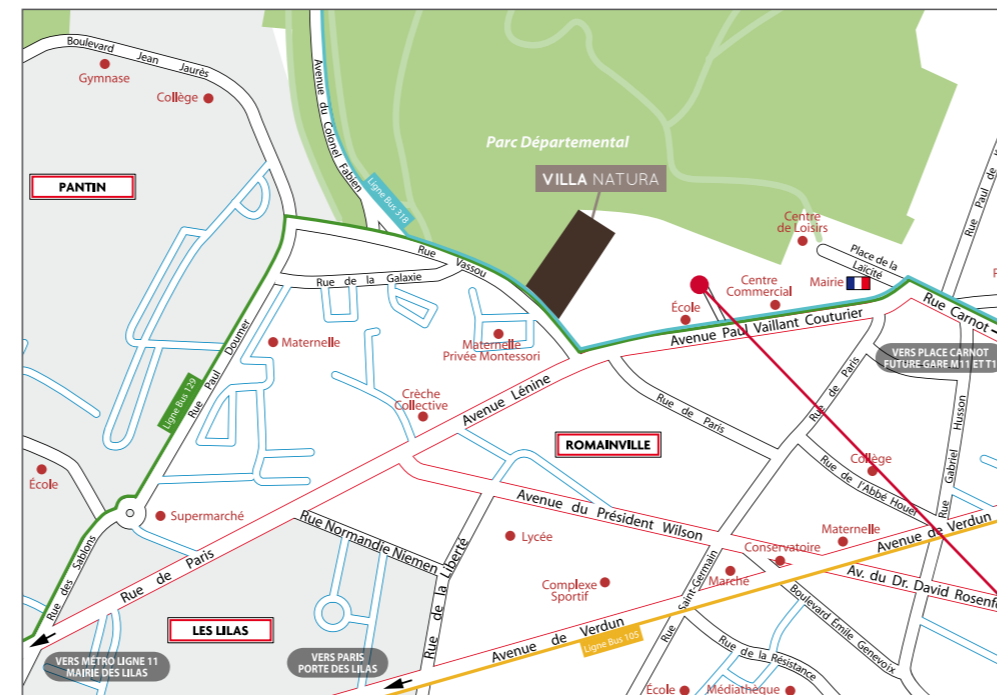 Boulevard Jean Jaurès
Gymnase
Collège
PANTIN
Avenue du Colonel Fabien
Ligne Bus 318
Parc Départemental
VILLA NATURA
Centre
de Loisirs
Place de la
Laïcité
Rue Paul de
Mairie
Rue Carnot
Centre
Commercial
École
Avenue Paul Vaillant Couturier
VERS PLACE CARNOT
FUTURE GARE M11 ET T1
Rue Vassou
Rue de la Galaxie
Maternelle
Maternelle
Privée Montessori
Rue Paul Doumer
Ligne Bus 129
Crèche
Collective
Avenue Lénine
Rue de Paris
Rue de Paris
ROMAINVILLE
Rue Gabriel Husson
Collège
Rue de l'Abbé Houel
École
Supermarché
Rue des Sablons
Rue de Paris
Rue Normandie Niemen
Rue de la Liberté
Avenue du Président Wilson
Lycée
Complexe
Sportif
Rue Saint-Germain
Marché
Conservatoire
Maternelle
Avenue de Verdun
Av. du Dr. David Rosenfe
Boulevard Emile Genevoix
LES LILAS
VERS MÉTRO LIGNE 11
MAIRIE DES LILAS
VERS PARIS
PORTE DES LILAS
Avenue de Verdun
Ligne Bus 105
Rue de la Résistance
École
Médiathèque